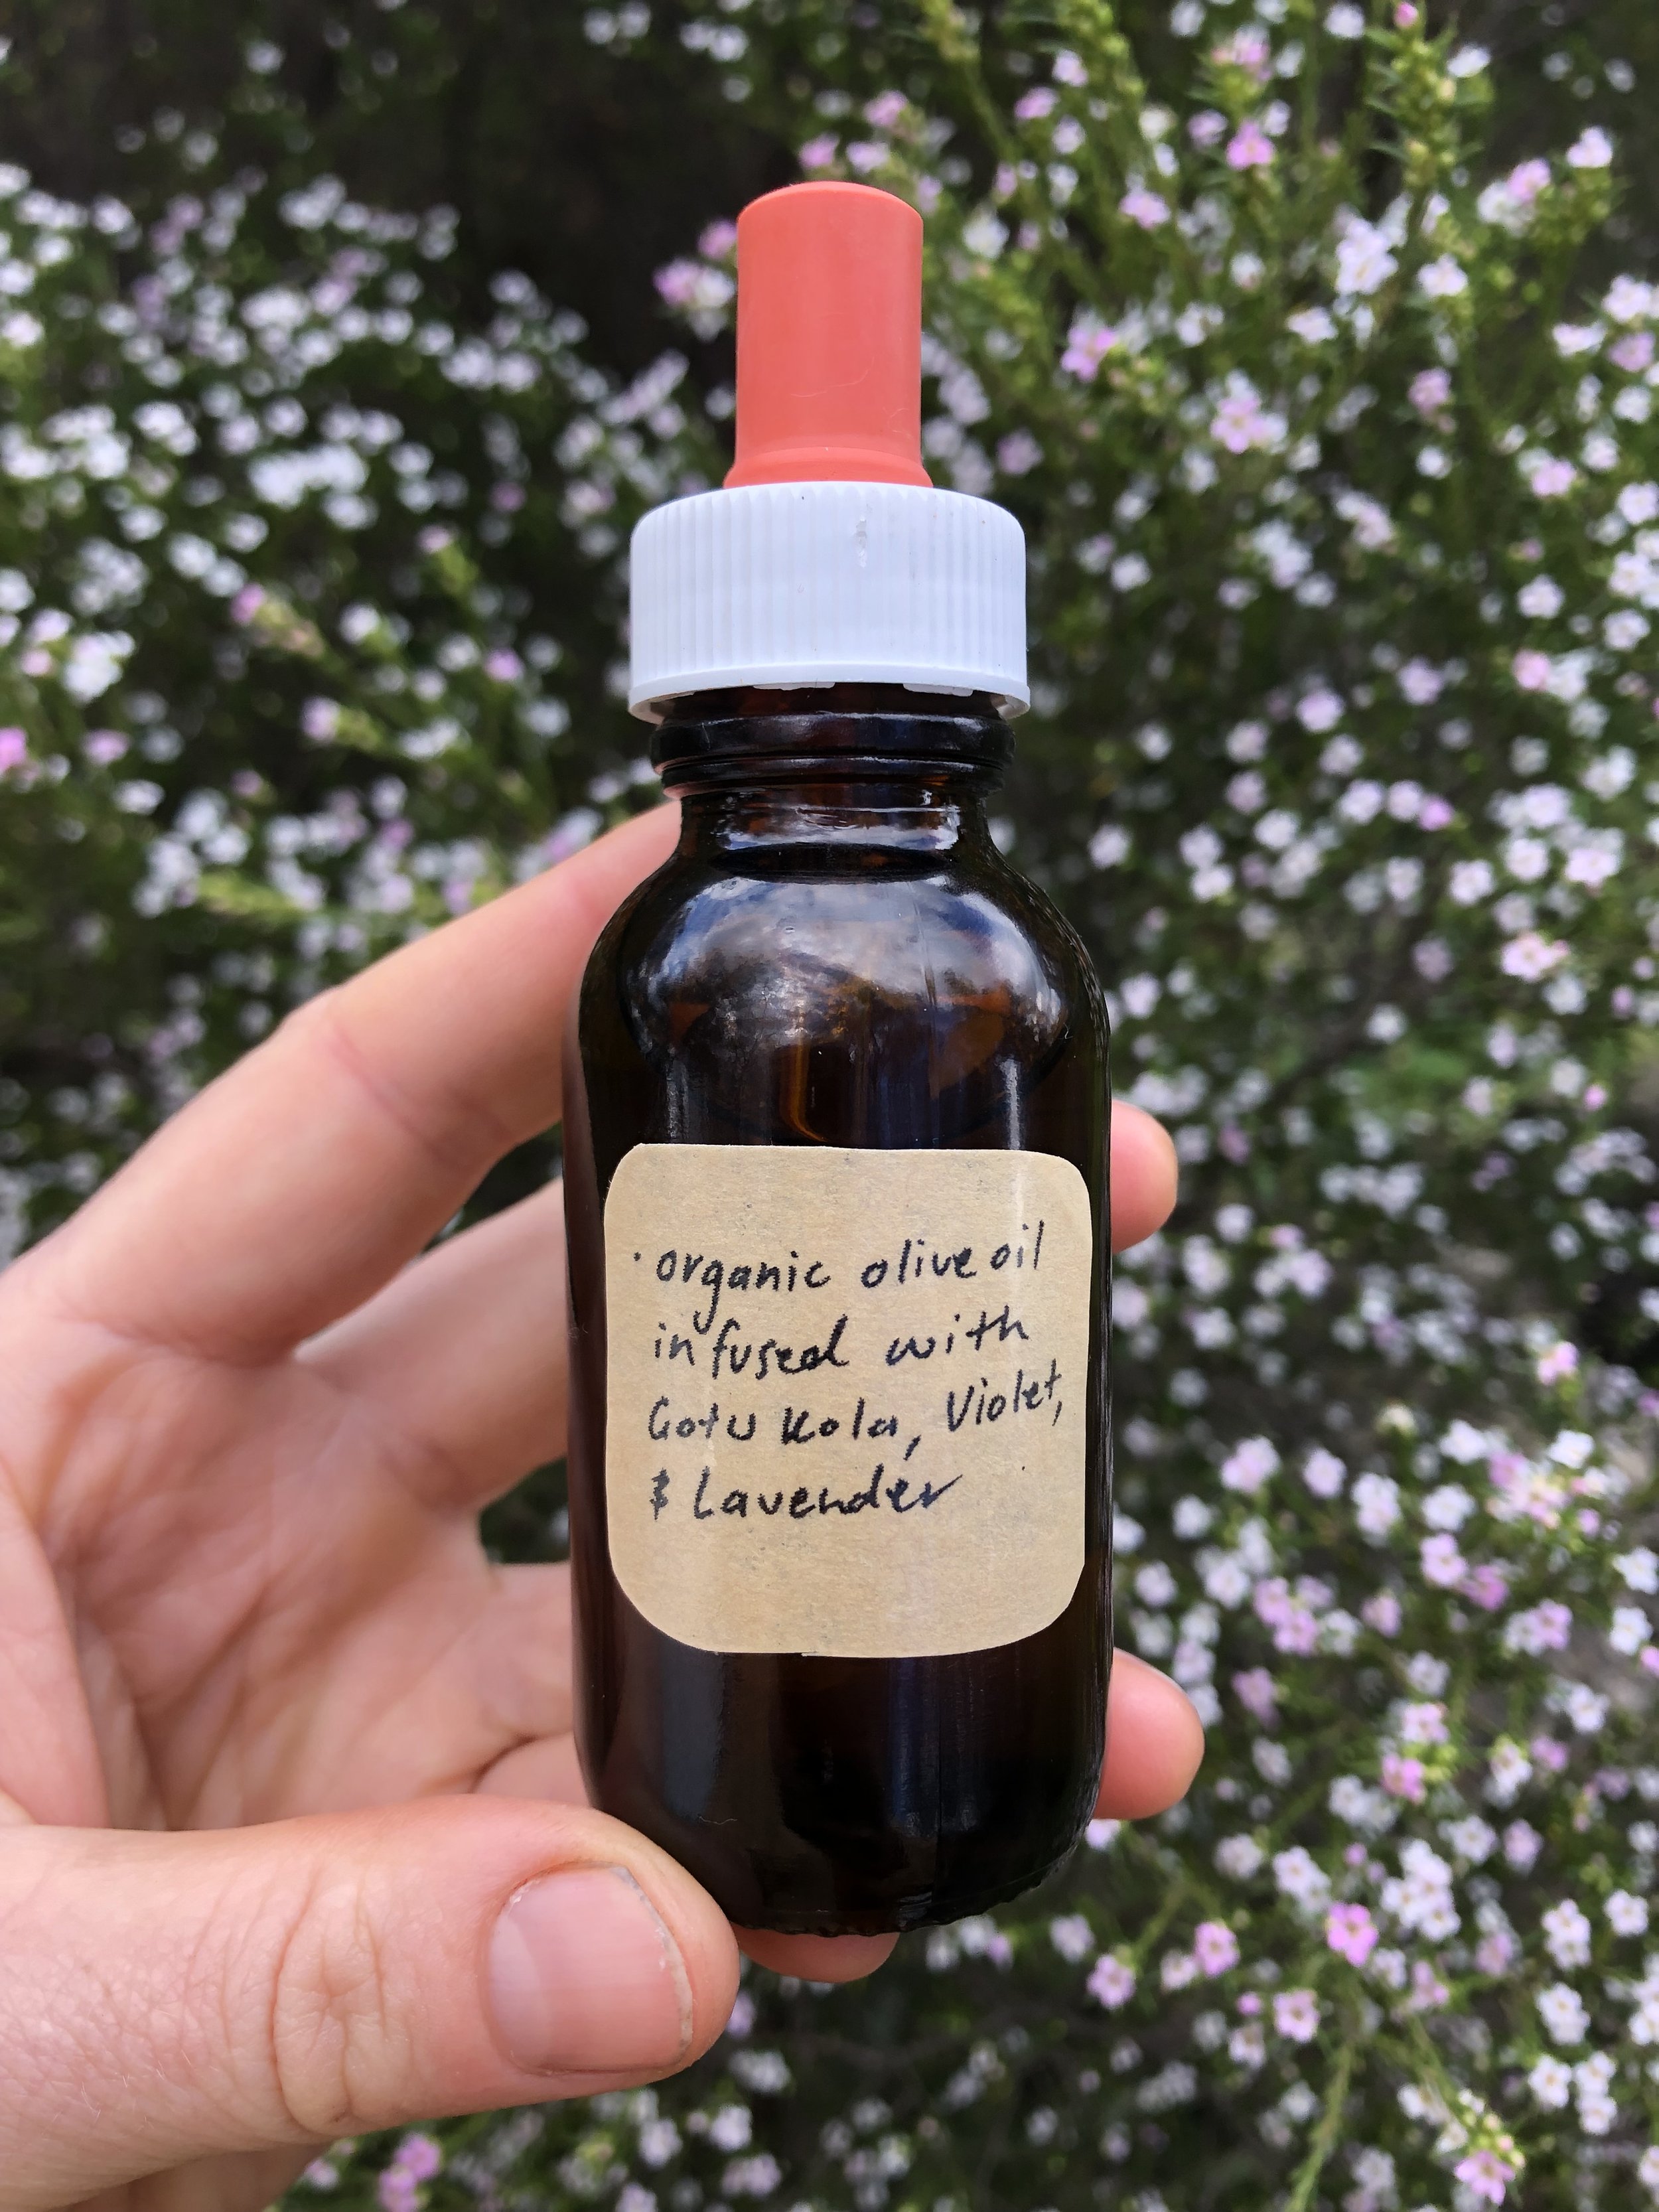 · organic olive oil
infused with
Gotu Kola, Violet,
& Lavender